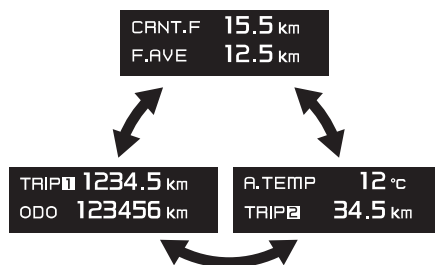 CRNT.F 15.5 km
F.AVE 12.5 km
TRIP1 1234.5 km
ODO 123456 km
A.TEMP 12 °C
TRIP2 34.5 km